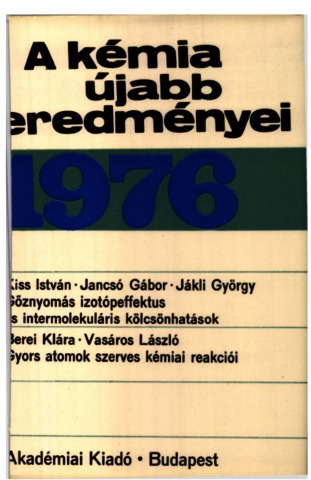 A kémia
újabb
eredményei
1976
Kiss István · Jancsó Gábor · Jákli György
Gőznyomás izotópeffektus
és intermolekuláris kölcsönhatások
Berei Klára · Vasáros László
Gyors atomok szerves kémiai reakciói
Akadémiai Kiadó · Budapest